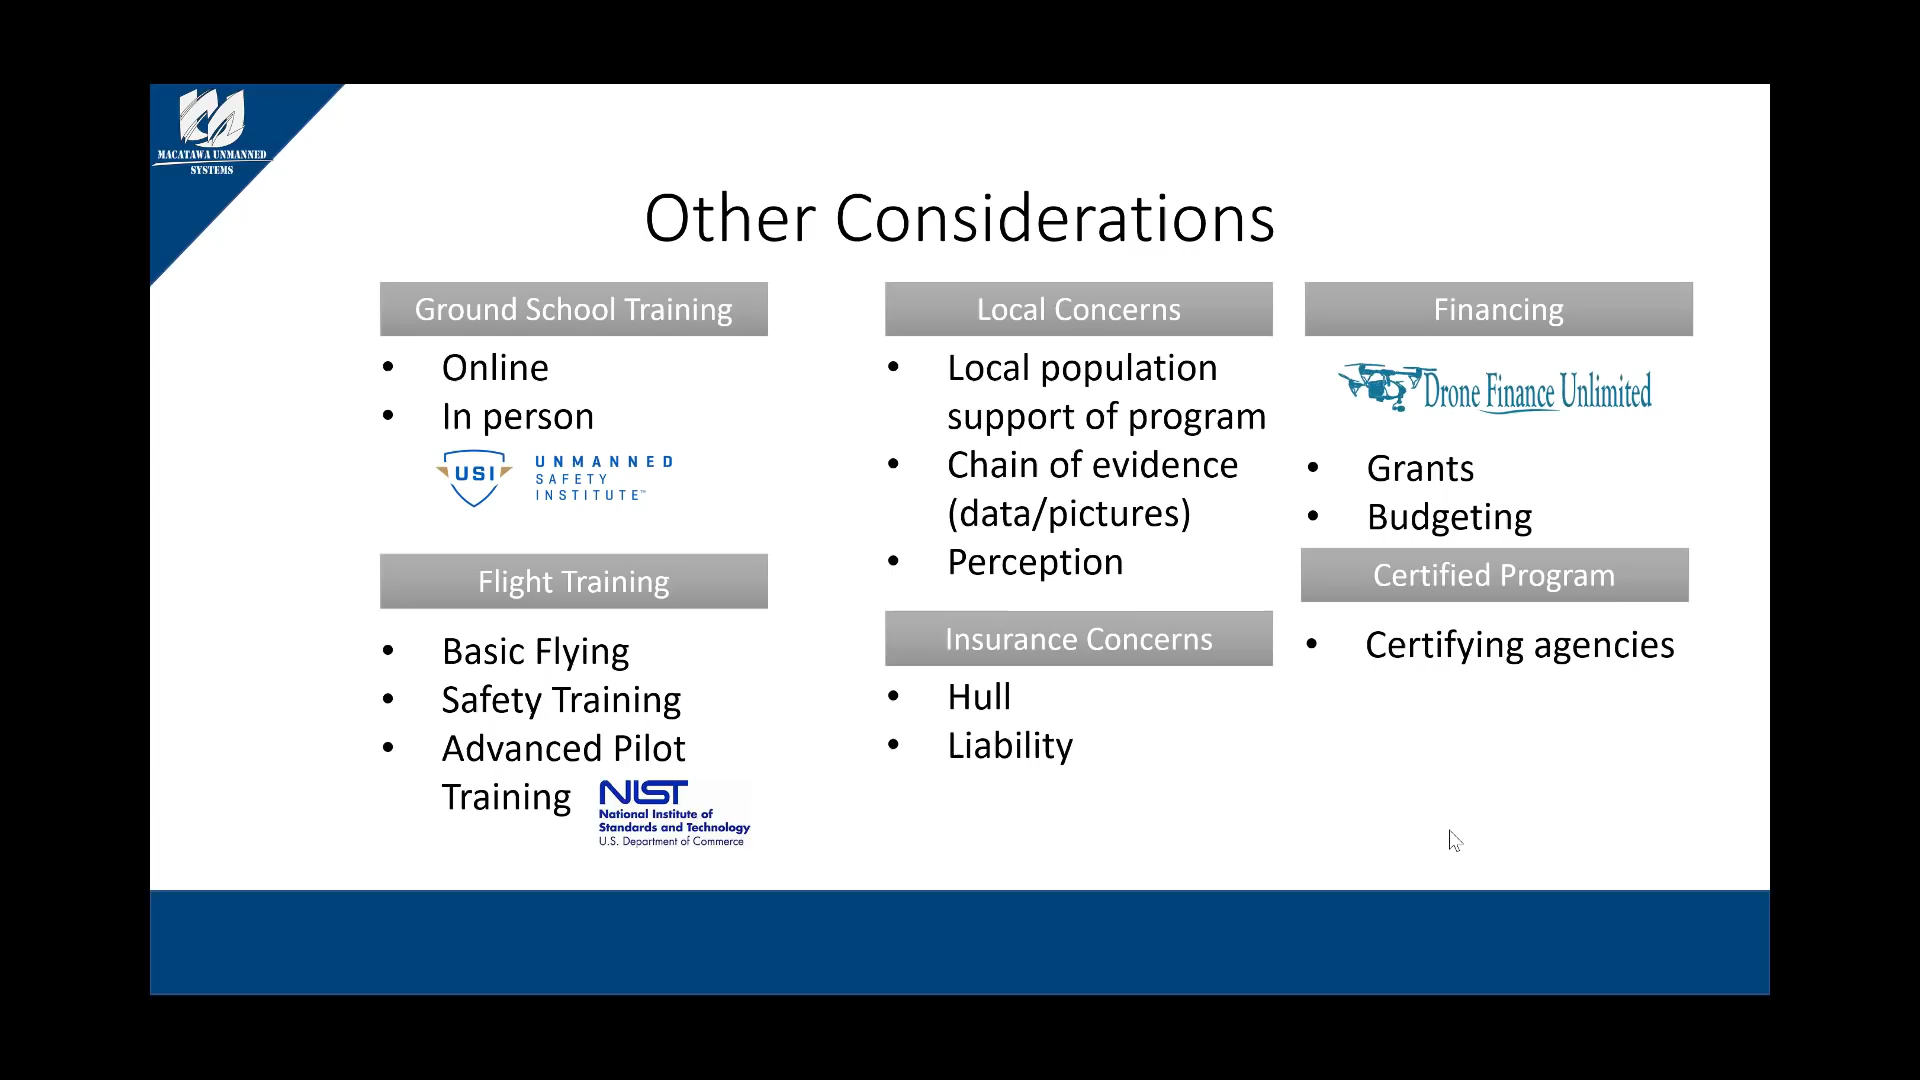 MACATAWA UNMANNED
SYSTEMS
Other Considerations
Ground School Training
• Online
• In person
USI
UNMANNED
SAFETY
INSTITUTE™
Flight Training
• Basic Flying
• Safety Training
• Advanced Pilot
Training
NIST
National Institute of
Standards and Technology
U.S. Department of Commerce
Local Concerns
• Local population
support of program
• Chain of evidence
(data/pictures)
• Perception
Insurance Concerns
• Hull
• Liability
Financing
Drone Finance Unlimited
• Grants
• Budgeting
Certified Program
• Certifying agencies